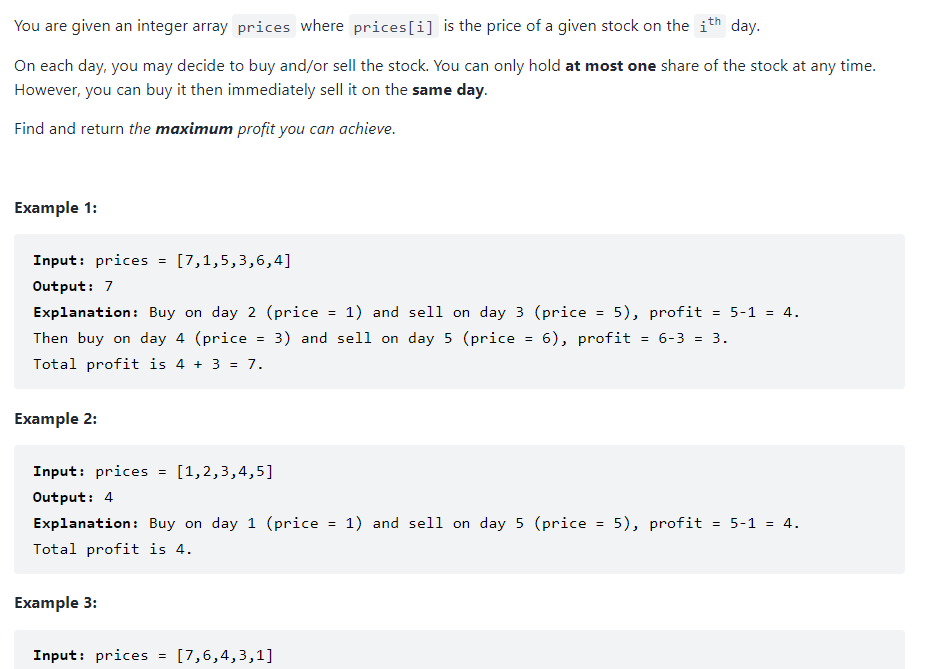 You are given an integer array prices where prices[i] is the price of a given stock on the ith day.
On each day, you may decide to buy and/or sell the stock. You can only hold at most one share of the stock at any time.
However, you can buy it then immediately sell it on the same day.
Find and return the maximum profit you can achieve.
Example 1:
Input: prices = [7,1,5,3,6,4]
Output: 7
Explanation: Buy on day 2 (price = 1) and sell on day 3 (price = 5), profit = 5-1 = 4.
Then buy on day 4 (price = 3) and sell on day 5 (price = 6), profit = 6-3 = 3.
Total profit is 4 + 3 = 7.
Example 2:
Input: prices = [1,2,3,4,5]
Output: 4
Explanation: Buy on day 1 (price = 1) and sell on day 5 (price = 5), profit = 5-1 = 4.
Total profit is 4.
Example 3:
Input: prices = [7,6,4,3,1]